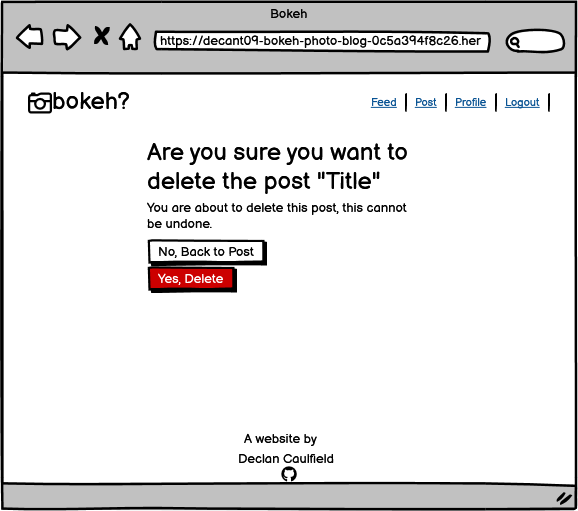 Bokeh
https://decant09-bokeh-photo-blog-0c5a394f8c26.her
bokeh?
Feed
Post
Profile
Logout
Are you sure you want to
delete the post "Title"
You are about to delete this post, this cannot
be undone.
No, Back to Post
Yes, Delete
A website by
Declan Caulfield